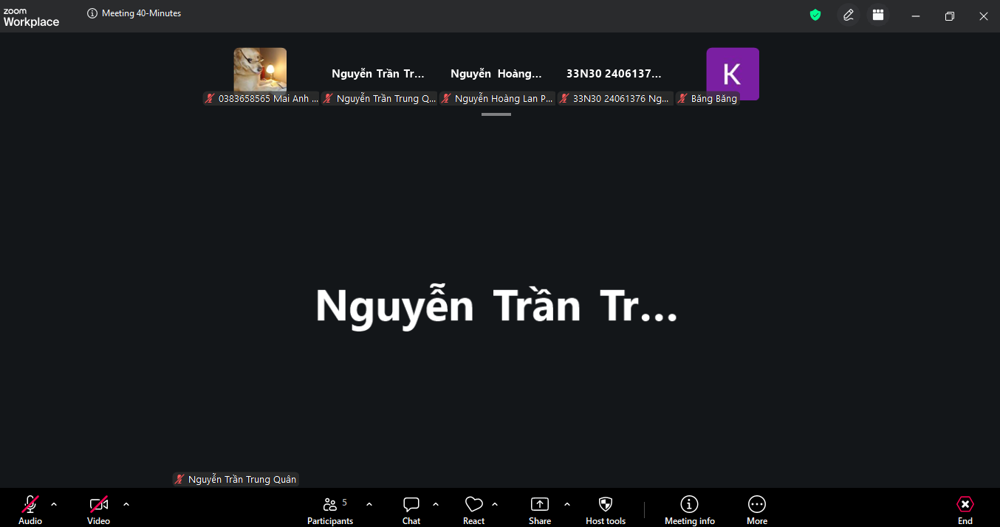 zoom
Workplace
Meeting 40-Minutes
Nguyễn Trần Tr...
Nguyễn Hoàng...
33N30 2406137...
K
0383658565 Mai Anh ...
Nguyễn Trần Trung Q...
Nguyễn Hoàng Lan P...
33N30 24061376 Ng...
Băng Băng
Nguyễn Trần Tr...
Nguyễn Trần Trung Quân
5
Audio
Video
Participants
Chat
React
Share
Host tools
Meeting info
More
End